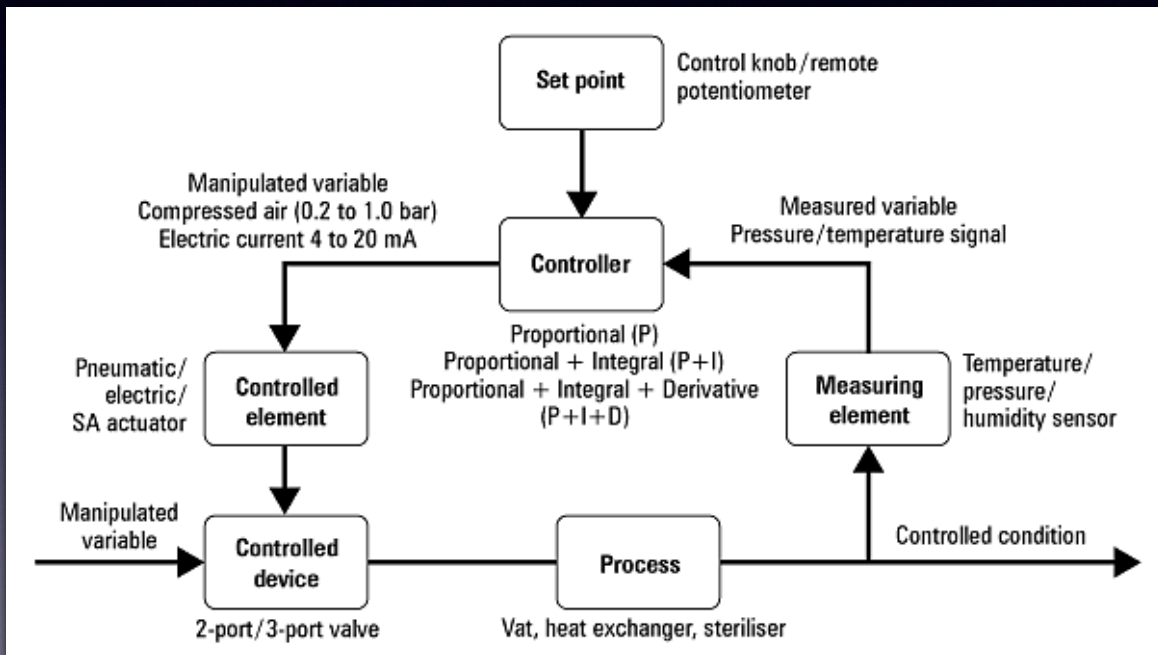 Set point
Control knob/remote
potentiometer
Manipulated variable
Compressed air (0.2 to 1.0 bar)
Electric current 4 to 20 mA
Controller
Measured variable
Pressure/temperature signal
Proportional (P)
Proportional + Integral (P+I)
Proportional + Integral + Derivative
(P+I+D)
Pneumatic/
electric/
SA actuator
Controlled
element
Measuring
element
Temperature/
pressure/
humidity sensor
Manipulated
variable
Controlled
device
2-port/3-port valve
Process
Vat, heat exchanger, steriliser
Controlled condition